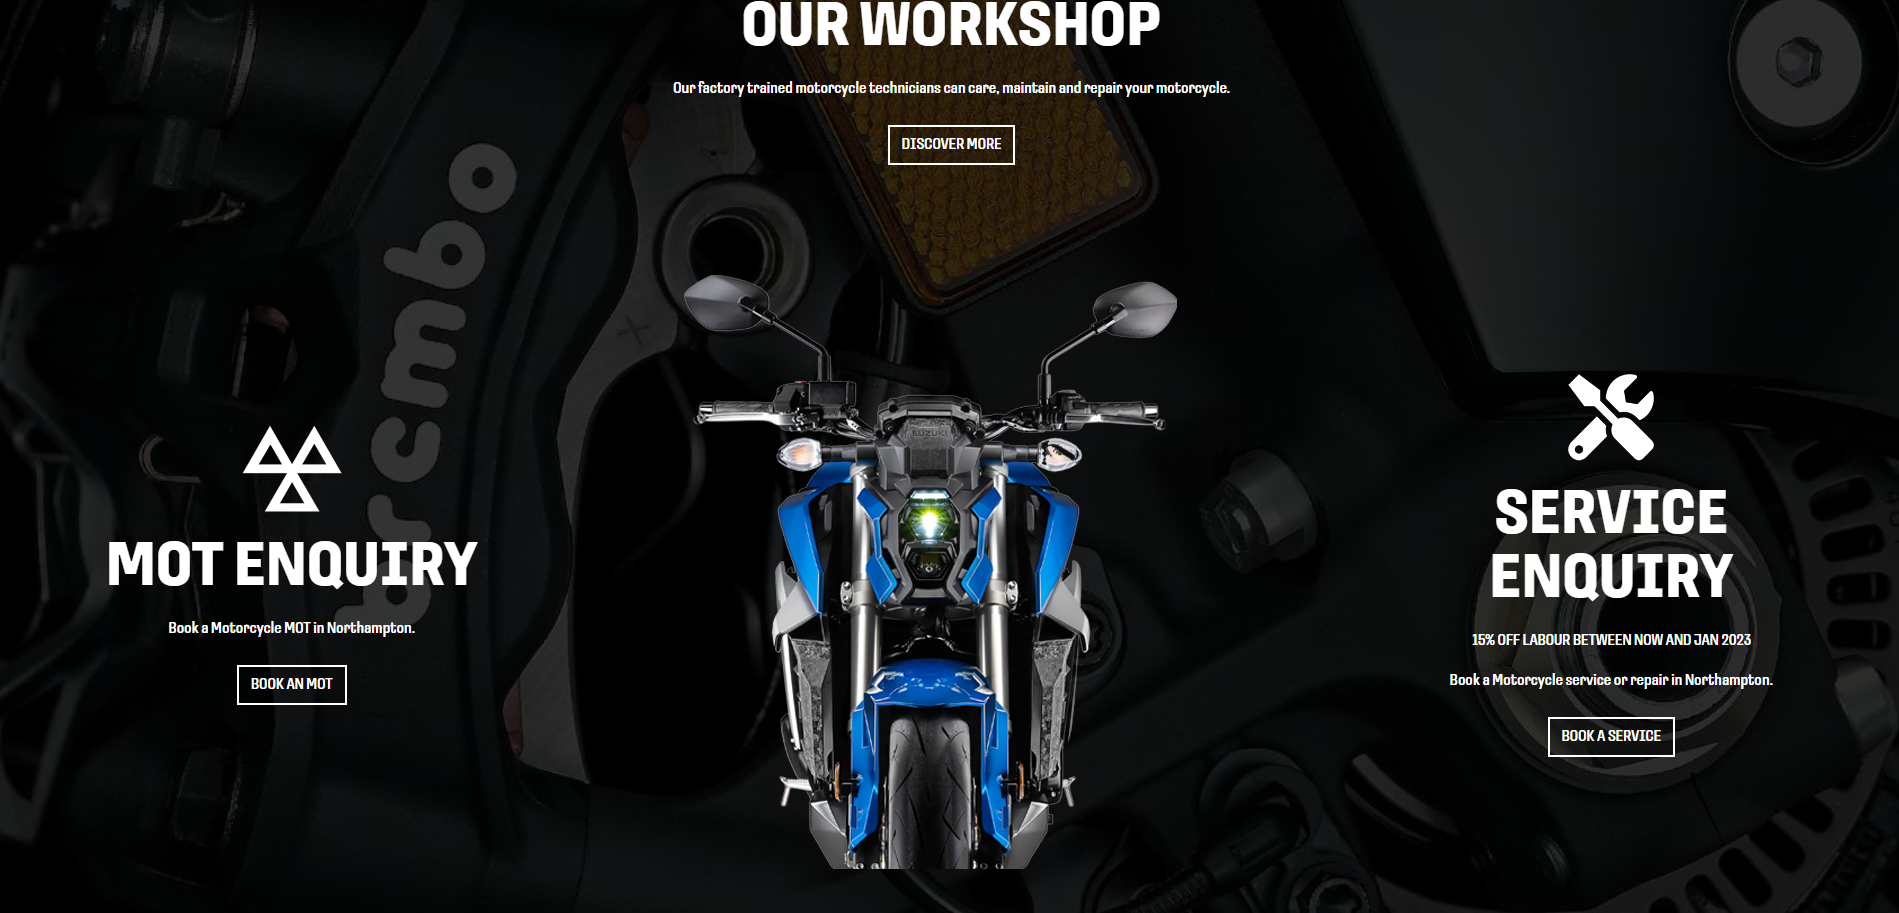 OUR WORKSHOP
Our factory trained motorcycle technicians can care, maintain and repair your motorcycle.
DISCOVER MORE
brembo
SUZUKI
MOT ENQUIRY
Book a Motorcycle MOT in Northampton.
BOOK AN MOT
SERVICE
ENQUIRY
15% OFF LABOUR BETWEEN NOW AND JAN 2023
Book a Motorcycle service or repair in Northampton.
BOOK A SERVICE